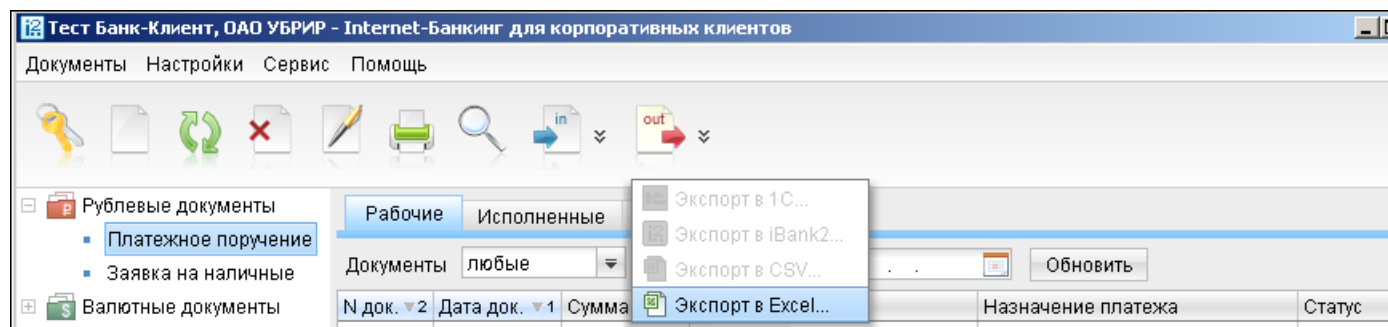 Тест Банк-Клиент, ОАО УБРИР - Internet-Банкинг для корпоративных клиентов
Документы Настройки Сервис Помощь
in out
Рублевые документы
Платежное поручение
Заявка на наличные
Валютные документы
Рабочие Исполненные
Документы любые . . Обновить
N док. 2 Дата док. 1 Сумма Назначение платежа Статус
Экспорт в 1С...
Экспорт в iBank2...
Экспорт в CSV...
Экспорт в Excel...